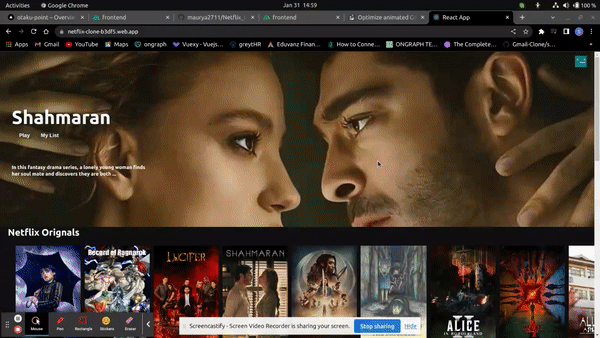 Activities
Google Chrome
Jan 31 14:59
100 %
otaku-point – Overvie
frontend
maurya2711/Netflix_
frontend
Optimize animated G
React App
netflix-clone-b3df5.web.app
Apps
Gmail
YouTube
Maps
ongraph
Vuexy - Vuejs
greytHR
Eduvanz Financin
How to Connec
ONGRAPH TE
The Complete
Gmail-Clone/s
Shahmaran
Play
My List
In this fantasy drama series, a lonely young woman finds
her soul mate and discovers they are both ...
Netflix Orignals
Record of Ragnarok
LUCIFER
SHAHMARAN
ALICE
IN BORDERLAND
Mouse
Pen
Rectangle
Stickers
Eraser
Screencastify - Screen Video Recorder is sharing your screen.
Stop sharing
Hide